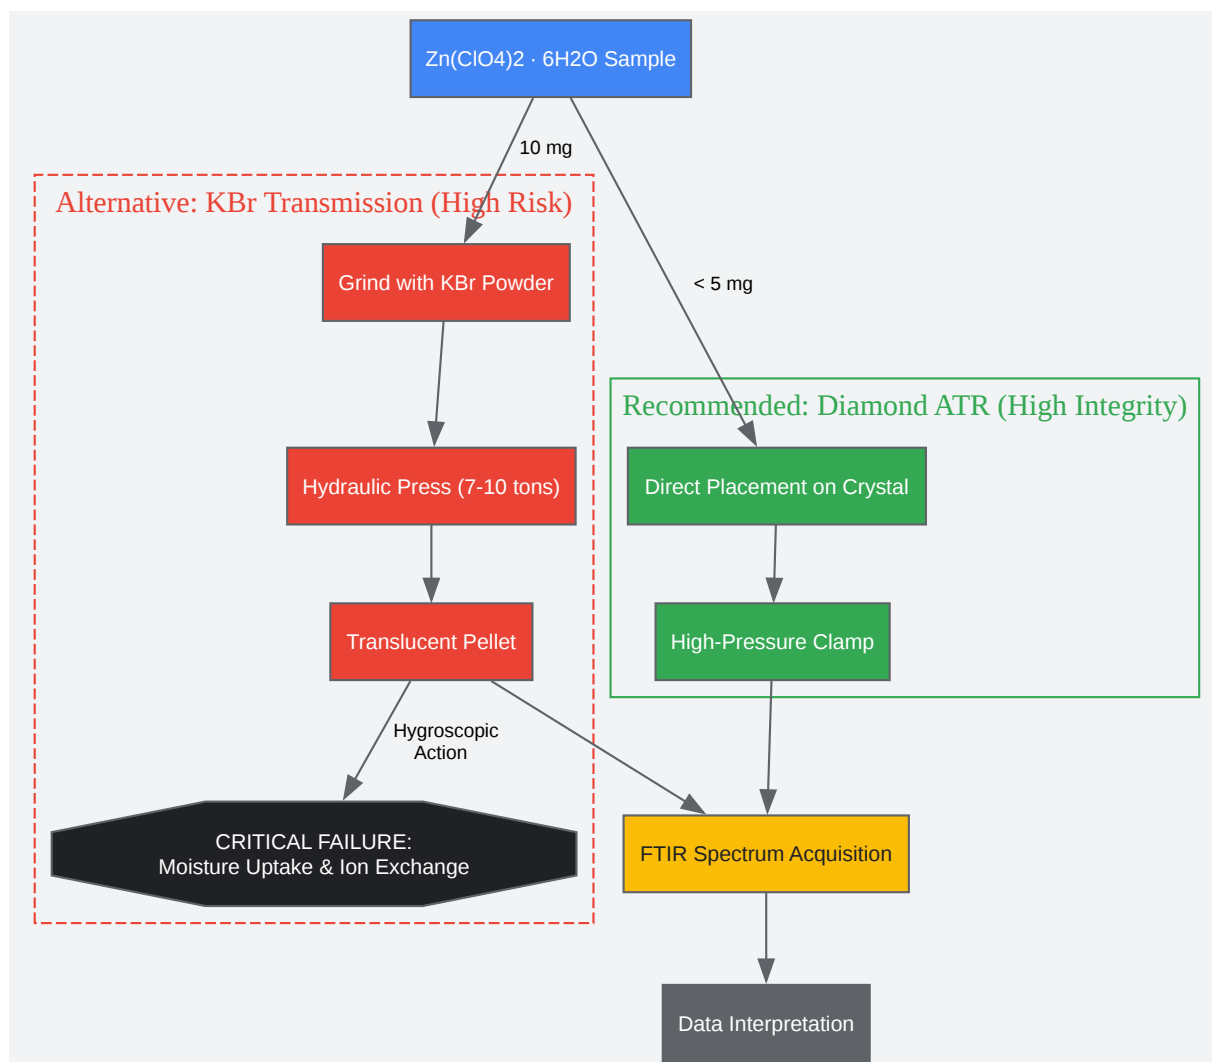 Zn(ClO4)2 · 6H2O Sample
10 mg
Alternative: KBr Transmission (High Risk)
Grind with KBr Powder
< 5 mg
Recommended: Diamond ATR (High Integrity)
Hydraulic Press (7-10 tons)
Direct Placement on Crystal
Translucent Pellet
High-Pressure Clamp
Hygroscopic
Action
CRITICAL FAILURE:
Moisture Uptake & Ion Exchange
FTIR Spectrum Acquisition
Data Interpretation